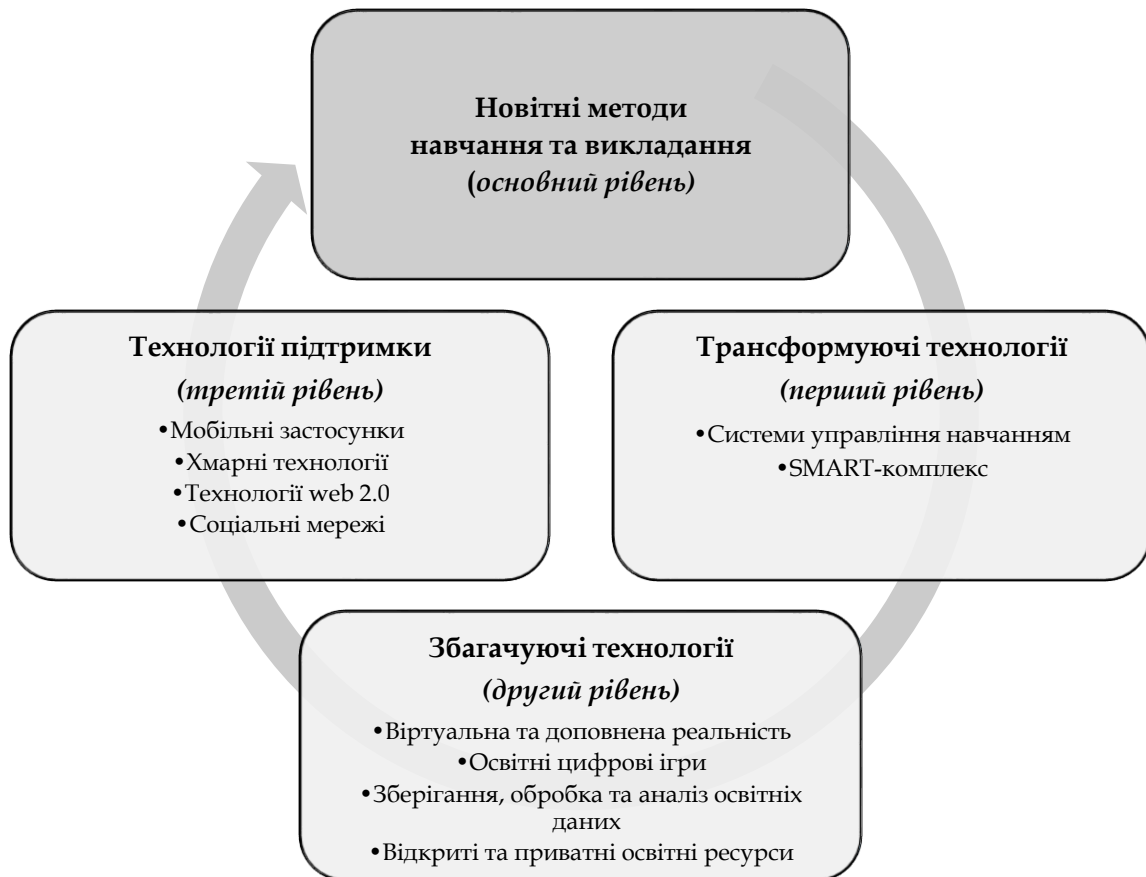 Новітні методи
навчання та викладання
(основний рівень)
Технології підтримки
(третій рівень)
•Мобільні застосунки
•Хмарні технології
•Технології web 2.0
•Соціальні мережі
Трансформуючі технології
(перший рівень)
•Системи управління навчанням
•SMART-комплекс
Збагачуючі технології
(другий рівень)
•Віртуальна та доповнена реальність
•Освітні цифрові ігри
•Зберігання, обробка та аналіз освітніх
даних
•Відкриті та приватні освітні ресурси